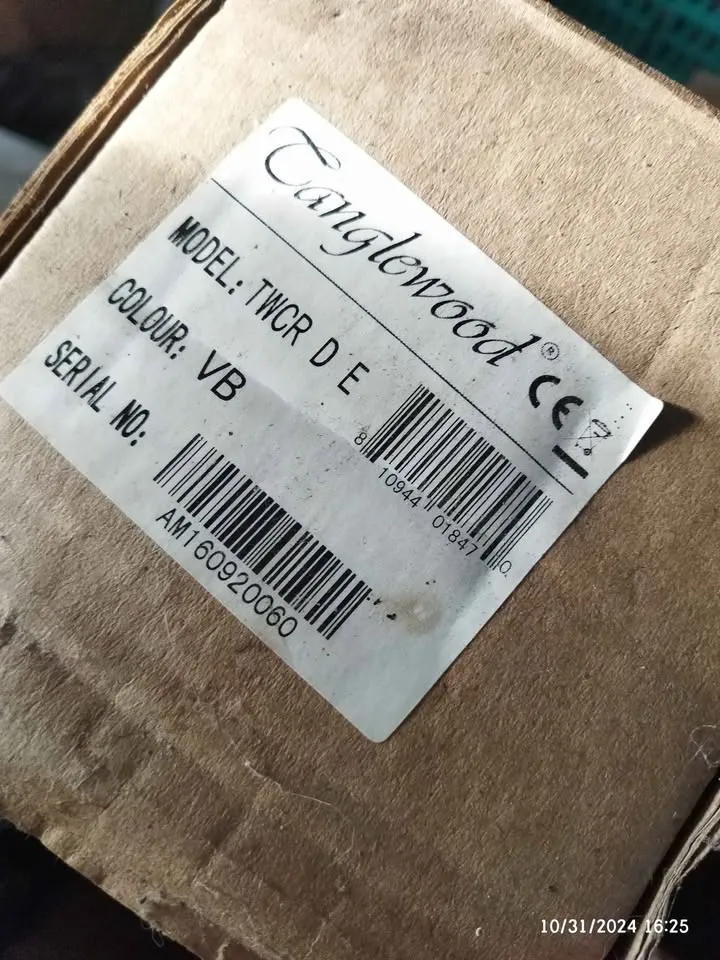 Tanglewood®
CE
MODEL: TWCR D E
COLOUR: VB
8 10944 01847 0
SERIAL NO:
AM160920060
10/31/2024 16:25